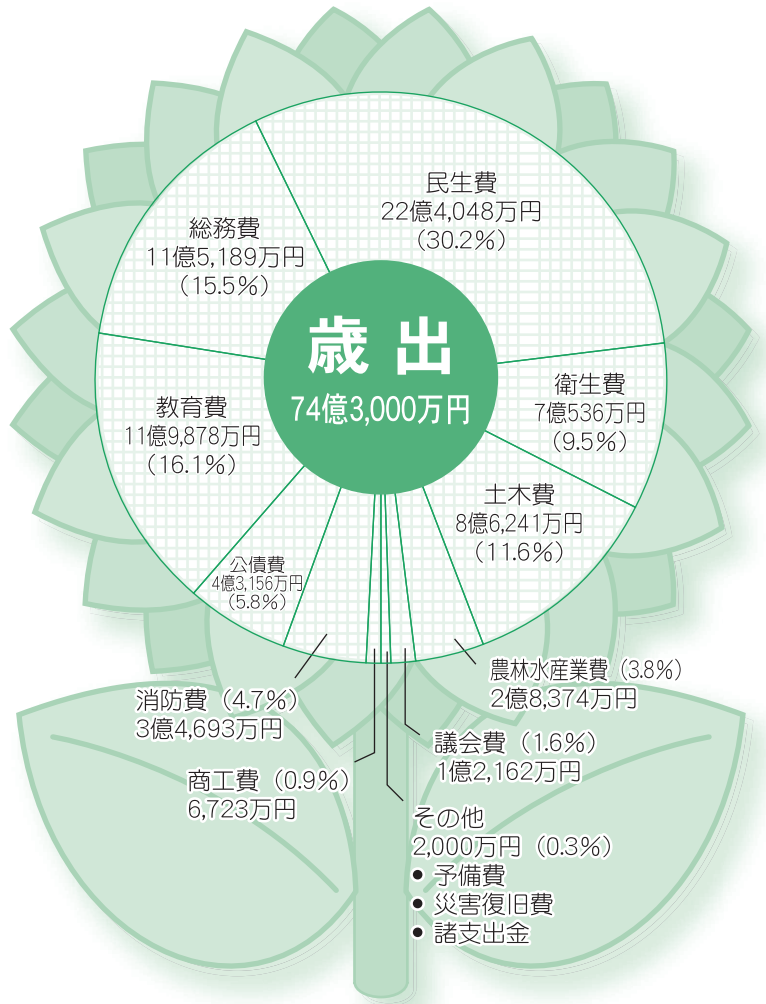 歳出
74億3,000万円
民生費
22億4,048万円
(30.2%)
衛生費
7億536万円
(9.5%)
土木費
8億6,241万円
(11.6%)
農林水産業費(3.8%)
2億8,374万円
議会費(1.6%)
1億2,162万円
その他
2,000万円(0.3%)
● 予備費
● 災害復旧費
● 諸支出金
商工費(0.9%)
6,723万円
消防費(4.7%)
3億4,693万円
公債費
4億3,156万円
(5.8%)
教育費
11億9,878万円
(16.1%)
総務費
11億5,189万円
(15.5%)